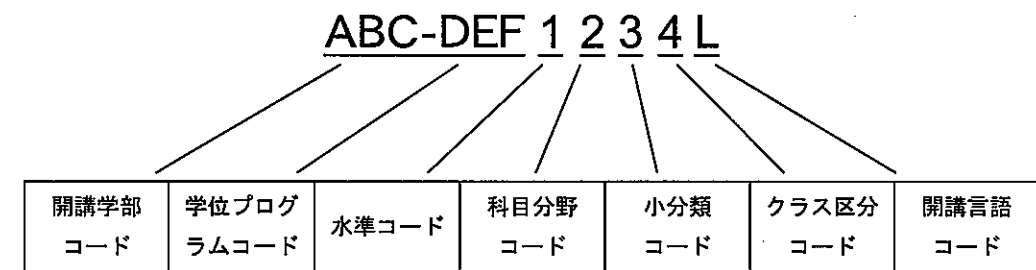 ABC-DEF 1 2 3 4 L
開講学部
コード
学位プログ
ラムコード
水準コード
科目分野
コード
小分類
コード
クラス区分
コード
開講言語
コード